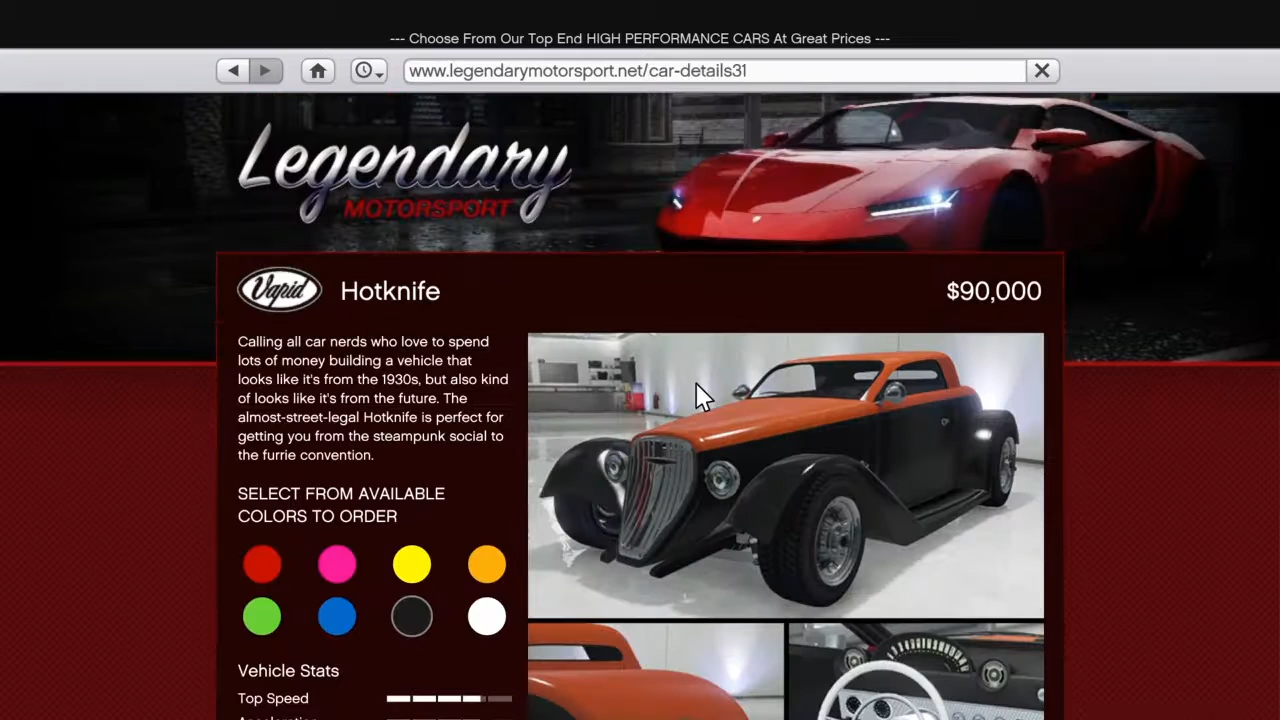 --- Choose From Our Top End HIGH PERFORMANCE CARS At Great Prices ---
www.legendarymotorsport.net/car-details31
Legendary
MOTORSPORT
Vapid
Hotknife
$90,000
Calling all car nerds who love to spend
lots of money building a vehicle that
looks like it's from the 1930s, but also kind
of looks like it's from the future. The
almost-street-legal Hotknife is perfect for
getting you from the steampunk social to
the furrie convention.
SELECT FROM AVAILABLE
COLORS TO ORDER
Vehicle Stats
Top Speed